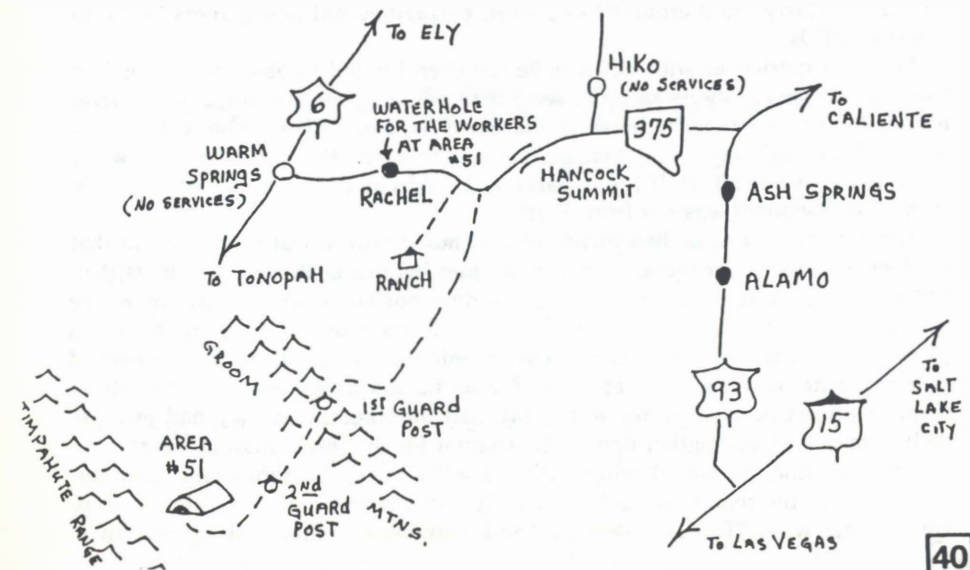 TO ELY
6
WATERHOLE
FOR THE WORKERS
AT AREA
#51
HIKO
(NO SERVICES)
375
TO
CALIENTE
WARM
SPRINGS
(NO SERVICES)
RACHEL
HANCOCK
SUMMIT
ASH SPRINGS
TO TONOPAH
RANCH
ALAMO
GROOM
1ST GUARD
POST
93
15
TO
SALT
LAKE
CITY
TIMPAHUTE RANGE
AREA
#51
2ND
GUARD
POST
MTNS.
TO LAS VEGAS
40